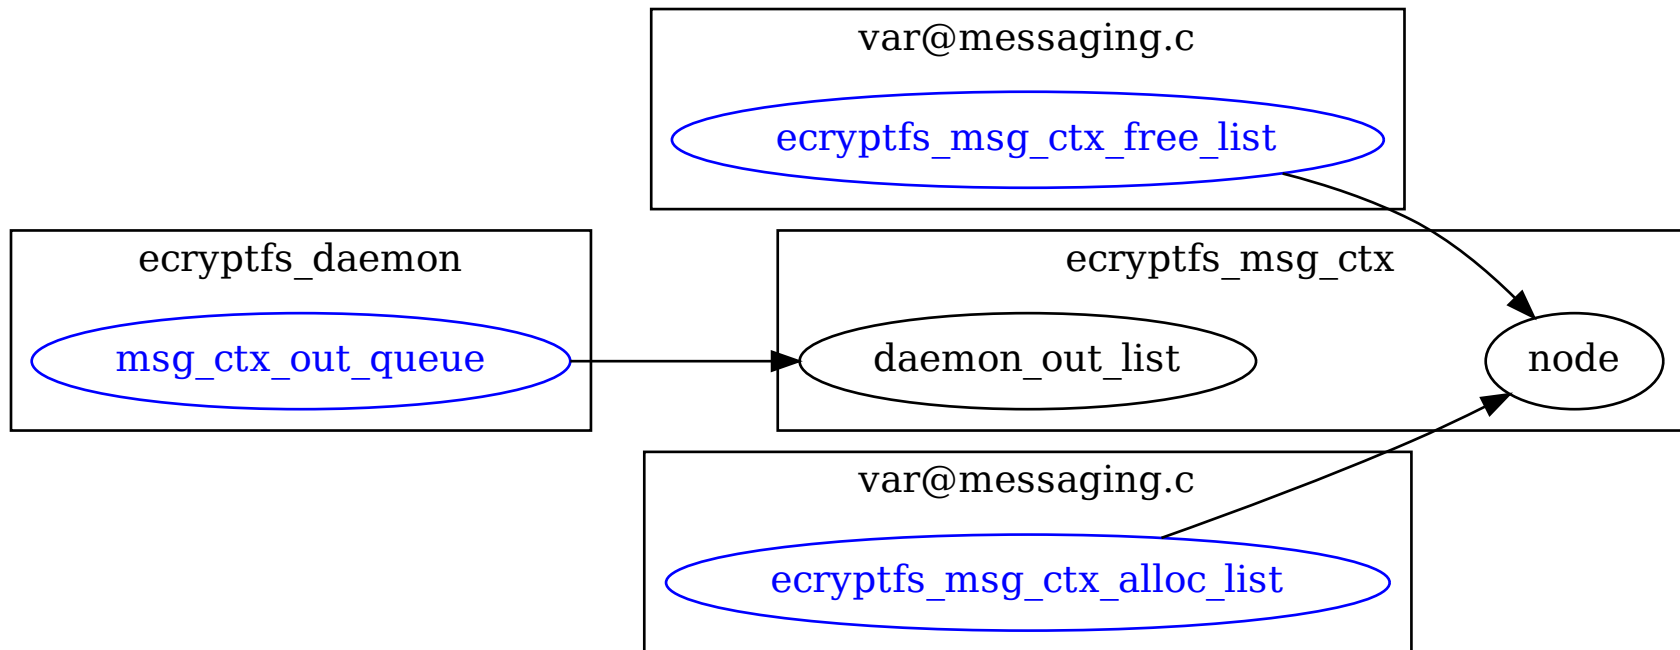 var@messaging.c
ecryptfs_msg_ctx_free_list
ecryptfs_daemon
msg_ctx_out_queue
ecryptfs_msg_ctx
daemon_out_list
node
var@messaging.c
ecryptfs_msg_ctx_alloc_list